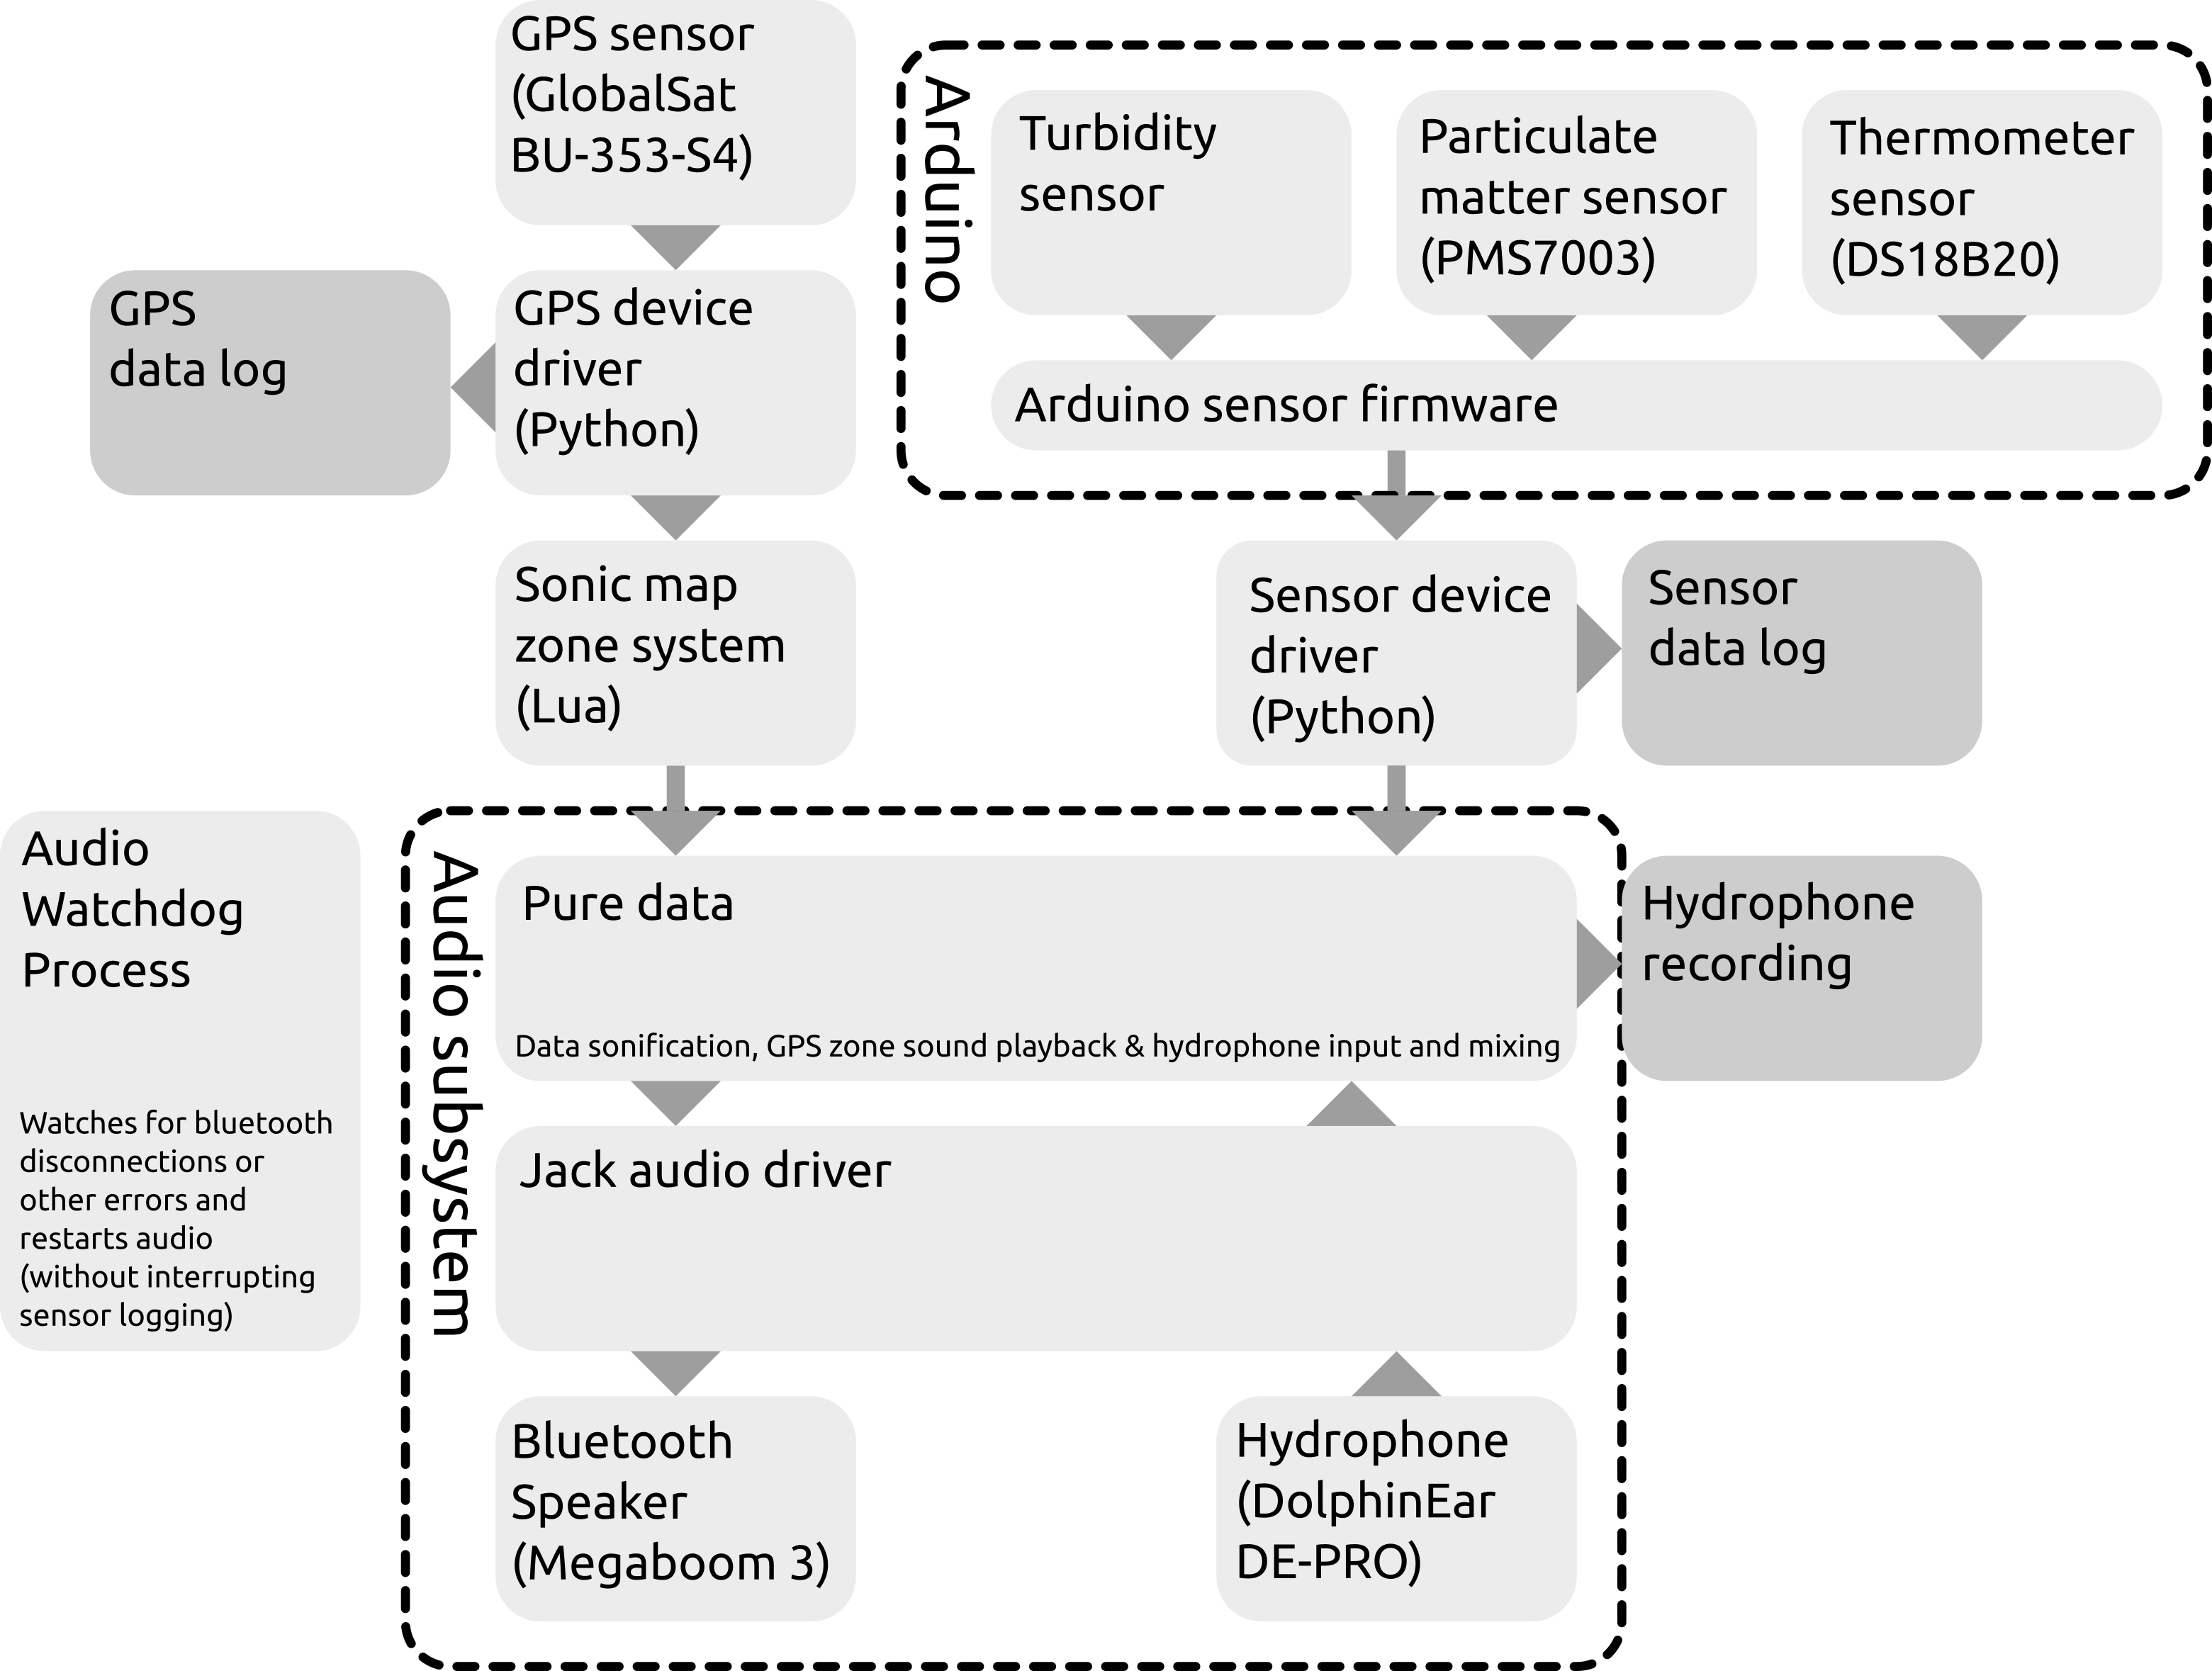 GPS sensor
(GlobalSat
BU-353-S4)
Arduino
Turbidity
sensor
Particulate
matter sensor
(PMS7003)
Thermometer
sensor
(DS18B20)
GPS
data log
GPS device
driver
(Python)
Arduino sensor firmware
Sonic map
zone system
(Lua)
Sensor device
driver
(Python)
Sensor
data log
Audio
Watchdog
Process
Watches for bluetooth
disconnections or
other errors and
restarts audio
(without interrupting
sensor logging)
Audio subsystem
Pure data
Data sonification, GPS zone sound playback & hydrophone input and mixing
Hydrophone
recording
Jack audio driver
Bluetooth
Speaker
(Megaboom 3)
Hydrophone
(DolphinEar
DE-PRO)